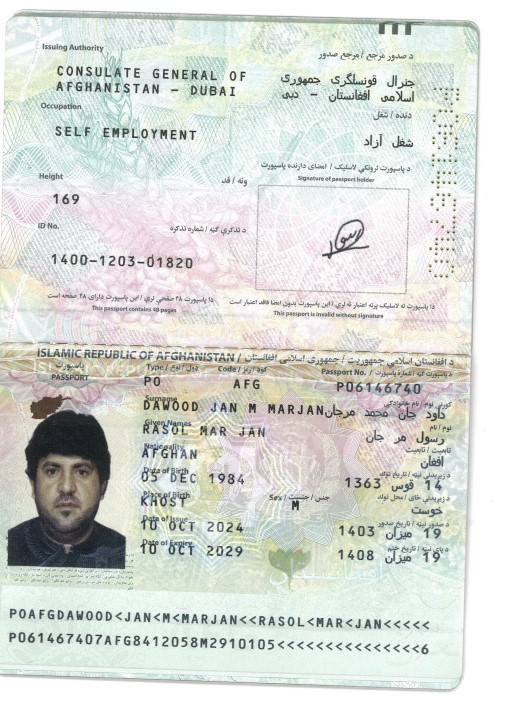 Issuing Authority
د صدور مرجع / مرجع صدور
CONSULATE GENERAL OF
AFGHANISTAN - DUBAI
جنرال قونسلگری جمهوری
اسلامی افغانستان - دبی
Occupation
دنده / شغل
SELF EMPLOYMENT
شغل آزاد
د پاسپورت درلودونکي لاسلیک / امضای دارنده پاسپورت
Signature of passport holder
Height
ونه / قد
169
ID No.
د تذکرې ګڼه / شماره تذکره
1400-1203-01820
دا پاسپورت ۴۸ صفحې لري / این پاسپورت دارای ۴۸ صفحه است
This passport contains 48 pages
دا پاسپورت له لاسلیک پرته اعتبار نه لري / این پاسپورت بدون امضا فاقد اعتبار است
This passport is invalid without signature
ISLAMIC REPUBLIC OF AFGHANISTAN / د افغانستان اسلامي جمهوریت / جمهوری اسلامی افغانستان
پاسپورت
PASSPORT
Type / ډول / نوع
Code / کود / رمز
Passport No. / د پاسپورت ګڼه / شماره پاسپورت
PO
AFG
P06146740
Surname
کورنی نوم / نام خانوادگی
DAWOOD JAN M MARJAN
داود جان محمد مرجان
Given Names
نوم / نام
RASOL MAR JAN
رسول مر جان
Nationality
تابعیت / تابعیت
AFGHAN
افغان
Date of Birth
د زیږیدنې نېټه / تاریخ تولد
05 DEC 1984
14 قوس 1363
Place of Birth
Sex / جنس / جنسیت
د زیږیدنې ځای / محل تولد
KHOST
M
خوست
Date of Issue
د صدور نېټه / تاریخ صدور
10 OCT 2024
19 میزان 1403
Date of Expiry
د پای نېټه / تاریخ ختم
10 OCT 2029
19 میزان 1408
POAFGDAWOOD<JAN<M<MARJAN<<RASOL<MAR<JAN<<<<<
P061467407AFG8412058M2910105<<<<<<<<<<<<<<<6